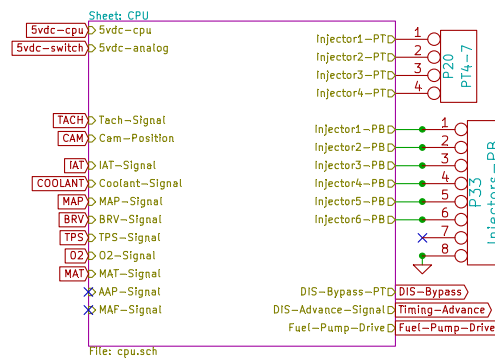 Sheet: CPU
5vdc-cpu 5vdc-cpu
5vdc-switch 5vdc-analog
TACH Tach-Signal
CAM Cam-Position
IAT IAT-Signal
COOLANT Coolant-Signal
MAP MAP-Signal
BRV BRV-Signal
TPS TPS-Signal
O2 O2-Signal
MAT MAT-Signal
AAP-Signal
MAF-Signal
Injector1-PT 1
Injector2-PT 2
Injector3-PT 3
Injector4-PT 4
P20
PT4-7
Injector1-PB 1
Injector2-PB 2
Injector3-PB 3
Injector4-PB 4
Injector5-PB 5
Injector6-PB 6
7
8
P33
Injectors-PB
DIS-Bypass-PT DIS-Bypass
DIS-Advance-Signal Timing-Advance
Fuel-Pump-Drive Fuel-Pump-Drive
File: cpu.sch